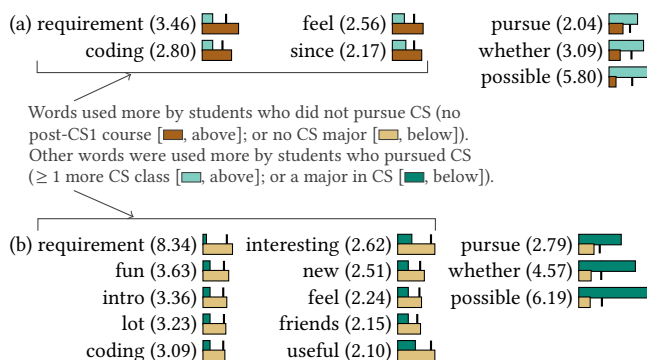 (a) requirement (3.46) feel (2.56) pursue (2.04)
coding (2.80) since (2.17) whether (3.09)
possible (5.80)
Words used more by students who did not pursue CS (no
post-CS1 course [ , above]; or no CS major [ , below]).
Other words were used more by students who pursued CS
(≥ 1 more CS class [ , above]; or a major in CS [ , below]).
(b) requirement (8.34) interesting (2.62) pursue (2.79)
fun (3.63) new (2.51) whether (4.57)
intro (3.36) feel (2.24) possible (6.19)
lot (3.23) friends (2.15)
coding (3.09) useful (2.10)